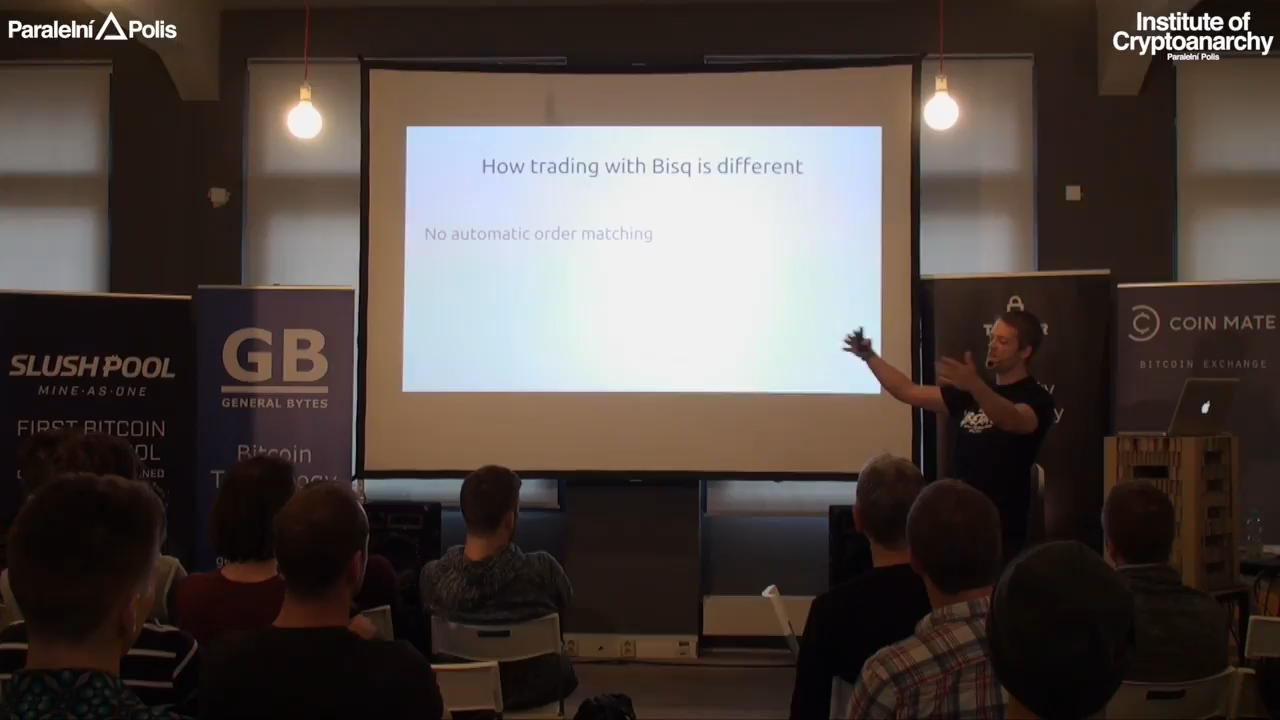 Paralelní Polis
Institute of
Cryptoanarchy
Paralelní Polis
How trading with Bisq is different
No automatic order matching
SLUSH POOL
MINE·AS·ONE
FIRST BITCOIN
GB
GENERAL BYTES
Bitcoin
COIN MATE
BITCOIN EXCHANGE